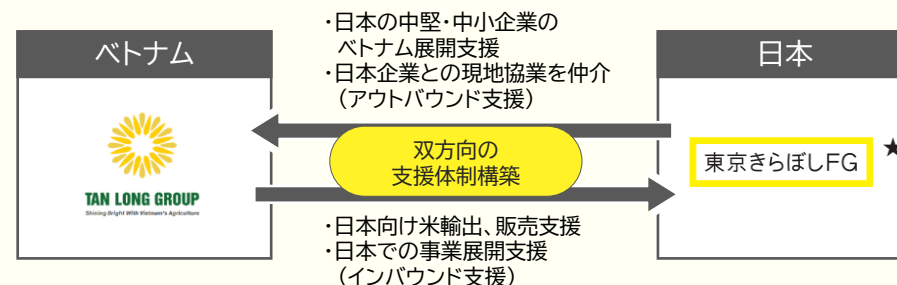 ベトナム
TAN LONG GROUP
Shining Bright With Vietnam's Agriculture
・日本の中堅・中小企業の
ベトナム展開支援
・日本企業との現地協業を仲介
（アウトバウンド支援）
双方向の
支援体制構築
・日本向け米輸出、販売支援
・日本での事業展開支援
（インバウンド支援）
日本
東京きらぼしFG
★